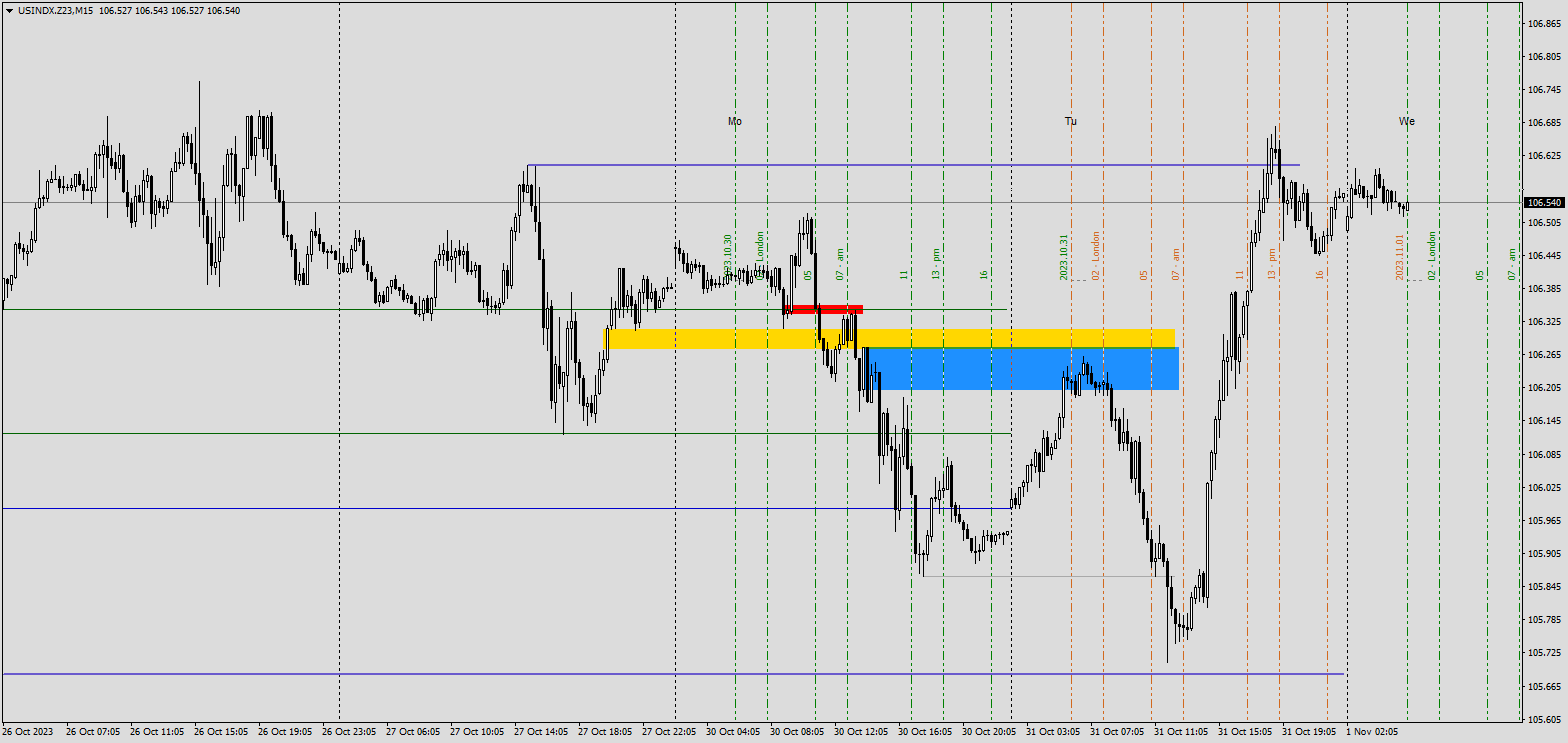 USINDX.Z23,M15 106.527 106.543 106.527 106.540
Mo
Tu
We
2023.10.30
02 - London
05
07 - am
11
13 - pm
16
2023.10.31
02 - London
05
07 - am
11
13 - pm
16
2023.11.01
02 - London
05
07 - am
106.865
106.805
106.745
106.685
106.625
106.540
106.505
106.445
106.385
106.325
106.265
106.205
106.145
106.085
106.025
105.965
105.905
105.845
105.785
105.725
105.665
105.605
26 Oct 2023
26 Oct 07:05
26 Oct 11:05
26 Oct 15:05
26 Oct 19:05
26 Oct 23:05
27 Oct 06:05
27 Oct 10:05
27 Oct 14:05
27 Oct 18:05
27 Oct 22:05
30 Oct 04:05
30 Oct 08:05
30 Oct 12:05
30 Oct 16:05
30 Oct 20:05
31 Oct 03:05
31 Oct 07:05
31 Oct 11:05
31 Oct 15:05
31 Oct 19:05
1 Nov 02:05